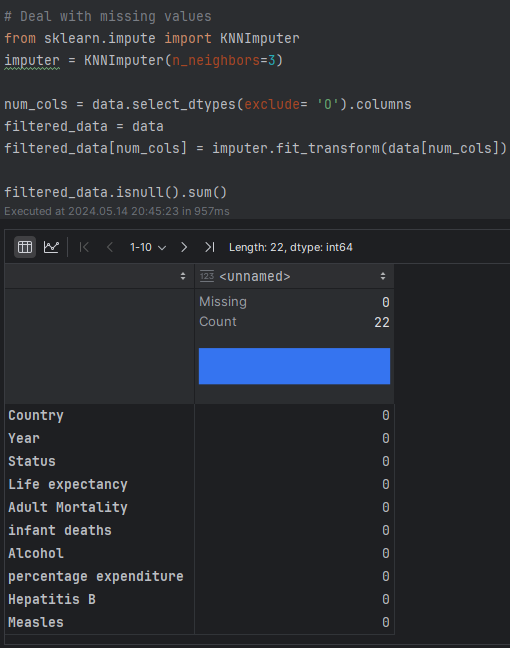 # Deal with missing values
from sklearn.impute import KNNImputer
imputer = KNNImputer(n_neighbors=3)
num_cols = data.select_dtypes(exclude= 'O').columns
filtered_data = data
filtered_data[num_cols] = imputer.fit_transform(data[num_cols])
filtered_data.isnull().sum()
Executed at 2024.05.14 20:45:23 in 957ms
1-10 Length: 22, dtype: int64
123 <unnamed>
Missing 0
Count 22
Country 0
Year 0
Status 0
Life expectancy 0
Adult Mortality 0
infant deaths 0
Alcohol 0
percentage expenditure 0
Hepatitis B 0
Measles 0